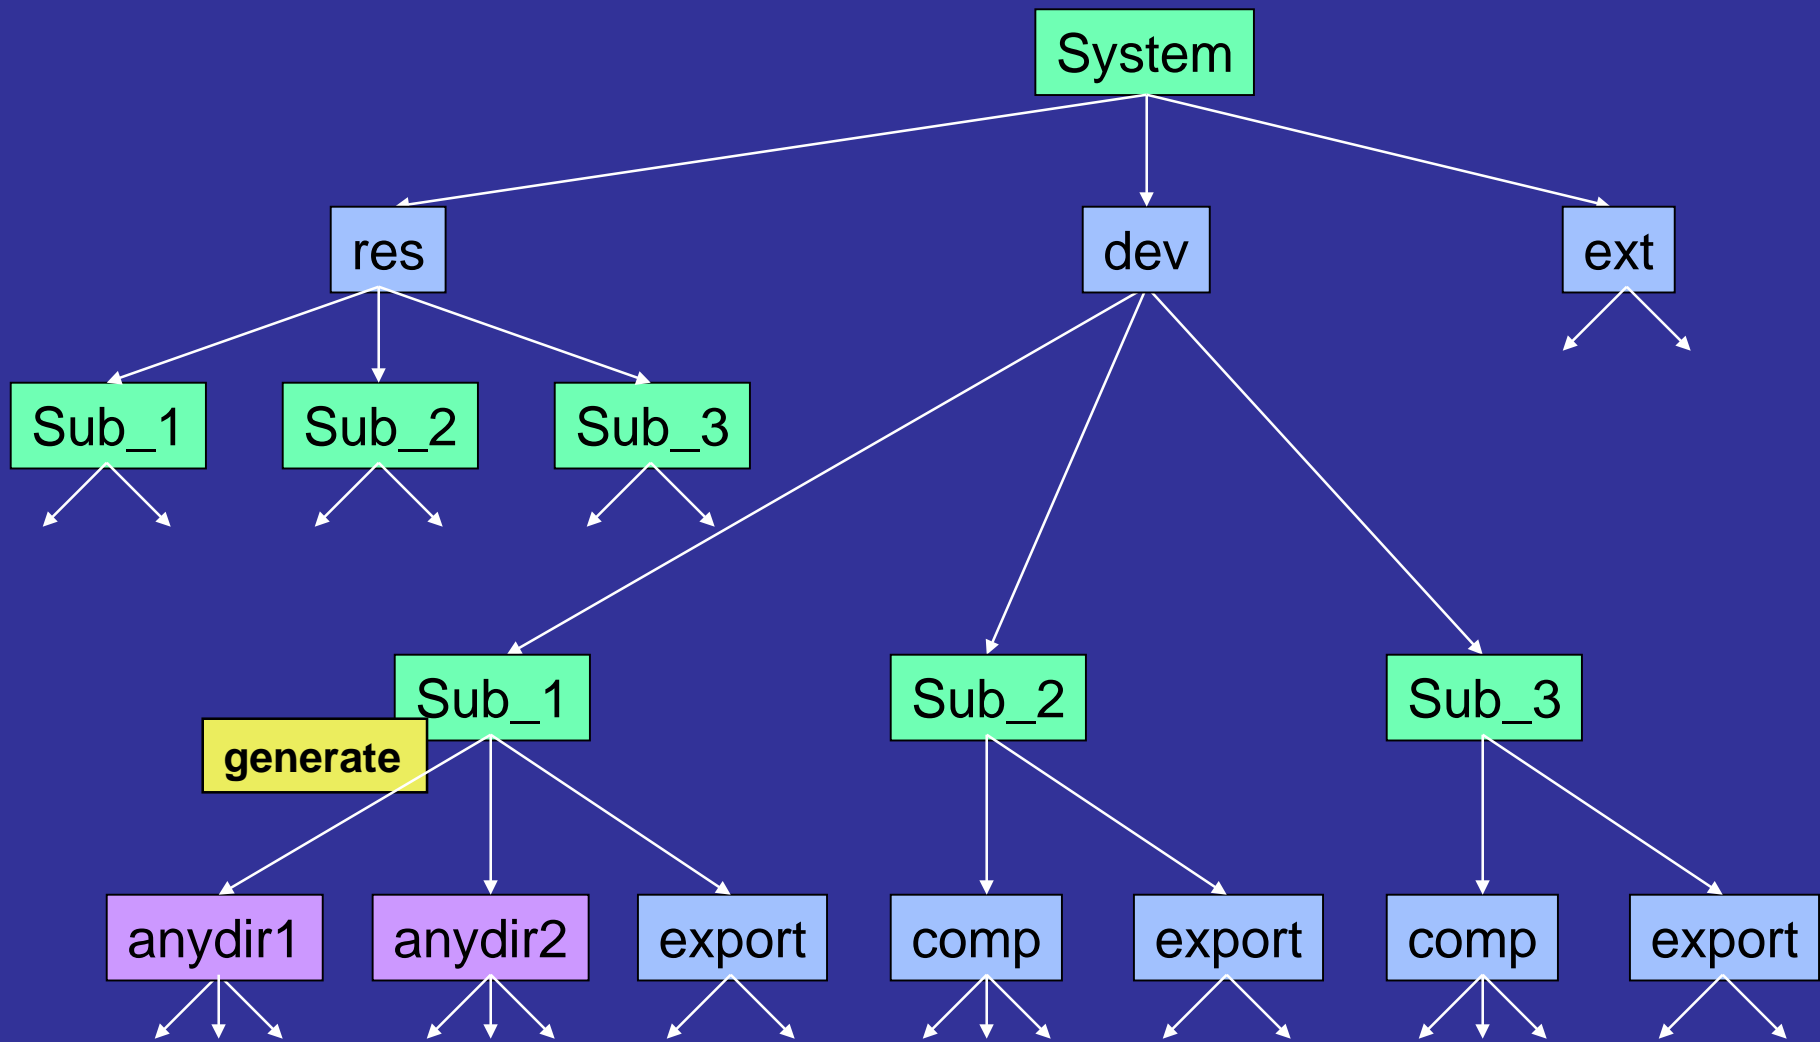 System
res
dev
ext
Sub_1
Sub_2
Sub_3
Sub_1
Sub_2
Sub_3
generate
anydir1
anydir2
export
comp
export
comp
export